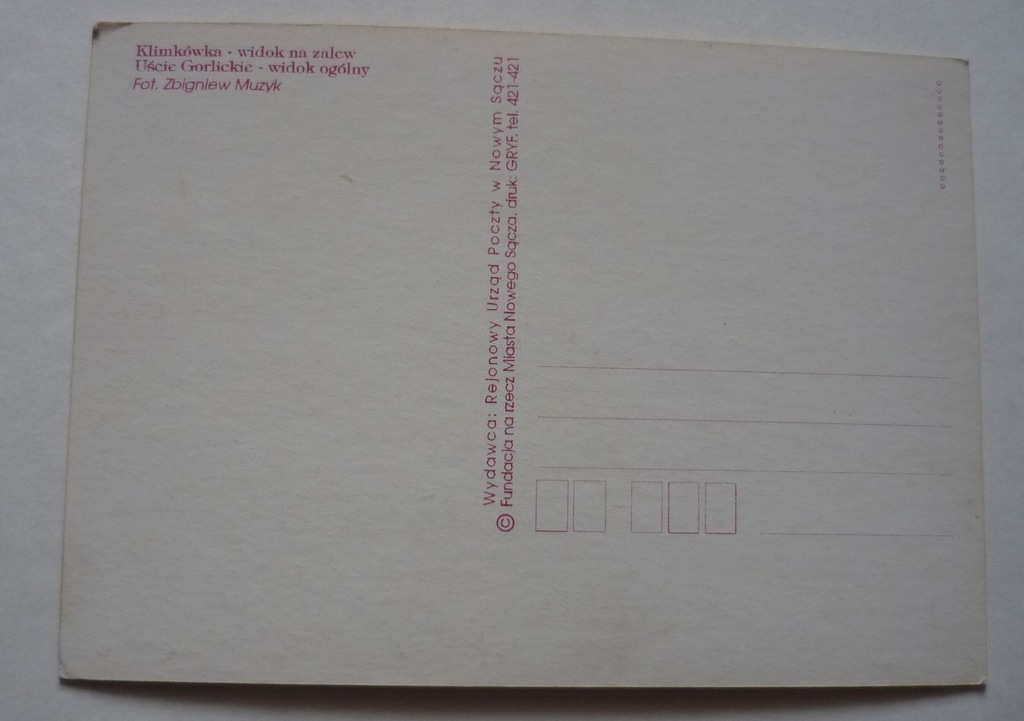 Klimkówka - widok na zalew
Uście Gorlickie - widok ogólny
Fot. Zbigniew Muzyk
Wydawca: Rejonowy Urząd Poczty w Nowym Sączu
© Fundacja na rzecz Miasta Nowego Sącza, druk: GRYF, tel. 421-421